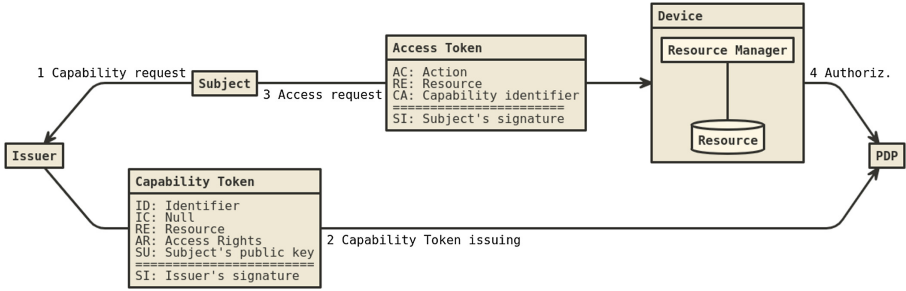 Device
Access Token
Resource Manager
1 Capability request
Subject
3 Access request
AC: Action
RE: Resource
CA: Capability identifier
=======================
SI: Subject's signature
4 Authoriz.
Resource
Issuer
PDP
Capability Token
ID: Identifier
IC: Null
RE: Resource
AR: Access Rights
SU: Subject's public key
========================
SI: Issuer's signature
2 Capability Token issuing